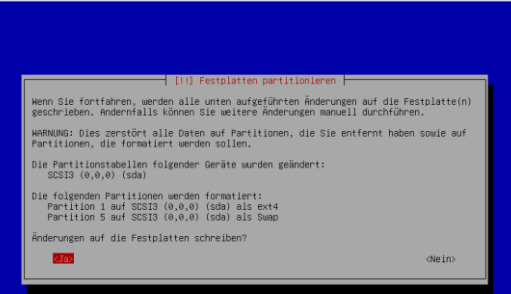 [!!] Festplatten partitionieren
Wenn Sie fortfahren, werden alle unten aufgeführten Änderungen auf die Festplatte(n)
geschrieben. Andernfalls können Sie weitere Änderungen manuell durchführen.
WARNUNG: Dies zerstört alle Daten auf Partitionen, die Sie entfernt haben sowie auf
Partitionen, die formatiert werden sollen.
Die Partitionstabellen folgender Geräte wurden geändert:
SCSI3 (0,0,0) (sda)
Die folgenden Partitionen werden formatiert:
Partition 1 auf SCSI3 (0,0,0) (sda) als ext4
Partition 5 auf SCSI3 (0,0,0) (sda) als Swap
Änderungen auf die Festplatten schreiben?
<Ja> <Nein>